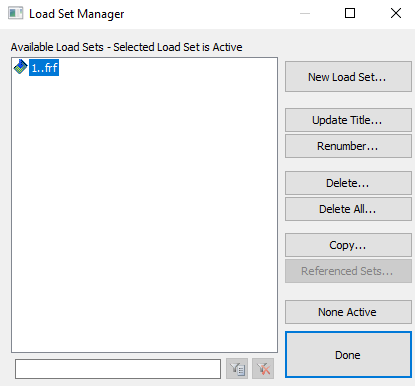 Load Set Manager
Available Load Sets - Selected Load Set is Active
1..frf
New Load Set...
Update Title...
Renumber...
Delete...
Delete All...
Copy...
Referenced Sets...
None Active
Done